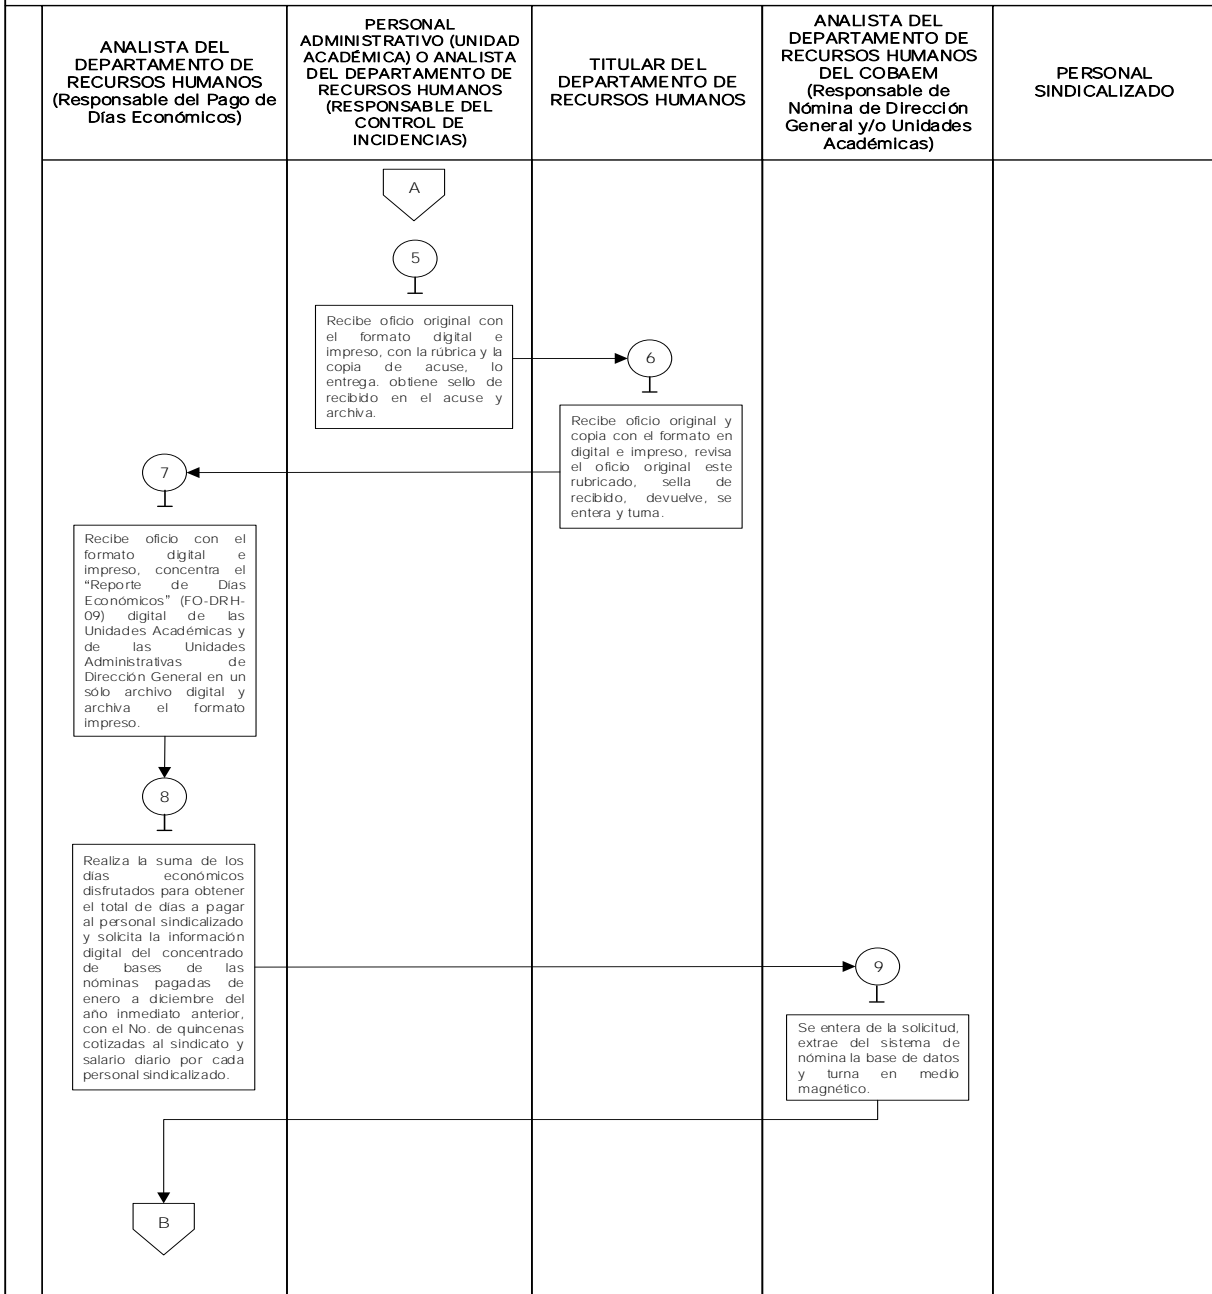 ANALISTA DEL
DEPARTAMENTO DE
RECURSOS HUMANOS
(Responsable del Pago de
Días Económicos)
PERSONAL
ADMINISTRATIVO (UNIDAD
ACADÉMICA) O ANALISTA
DEL DEPARTAMENTO DE
RECURSOS HUMANOS
(RESPONSABLE DEL
CONTROL DE
INCIDENCIAS)
TITULAR DEL
DEPARTAMENTO DE
RECURSOS HUMANOS
ANALISTA DEL
DEPARTAMENTO DE
RECURSOS HUMANOS
DEL COBAEM
(Responsable de
Nómina de Dirección
General y/o Unidades
Académicas)
PERSONAL
SINDICALIZADO
A
5
Recibe oficio original con
el formato digital e
impreso, con la rúbrica y la
copia de acuse, lo
entrega. obtiene sello de
recibido en el acuse y
archiva.
6
Recibe oficio original y
copia con el formato en
digital e impreso, revisa
el oficio original este
rubricado, sella de
recibido, devuelve, se
entera y turna.
7
Recibe oficio con el
formato digital e
impreso, concentra el
“Reporte de Días
Económicos” (FO-DRH-
09) digital de las
Unidades Académicas y
de las Unidades
Administrativas de
Dirección General en un
sólo archivo digital y
archiva el formato
impreso.
8
Realiza la suma de los
días económicos
disfrutados para obtener
el total de días a pagar
al personal sindicalizado
y solicita la información
digital del concentrado
de bases de las
nóminas pagadas de
enero a diciembre del
año inmediato anterior,
con el No. de quincenas
cotizadas al sindicato y
salario diario por cada
personal sindicalizado.
9
Se entera de la solicitud,
extrae del sistema de
nómina la base de datos
y turna en medio
magnético.
B